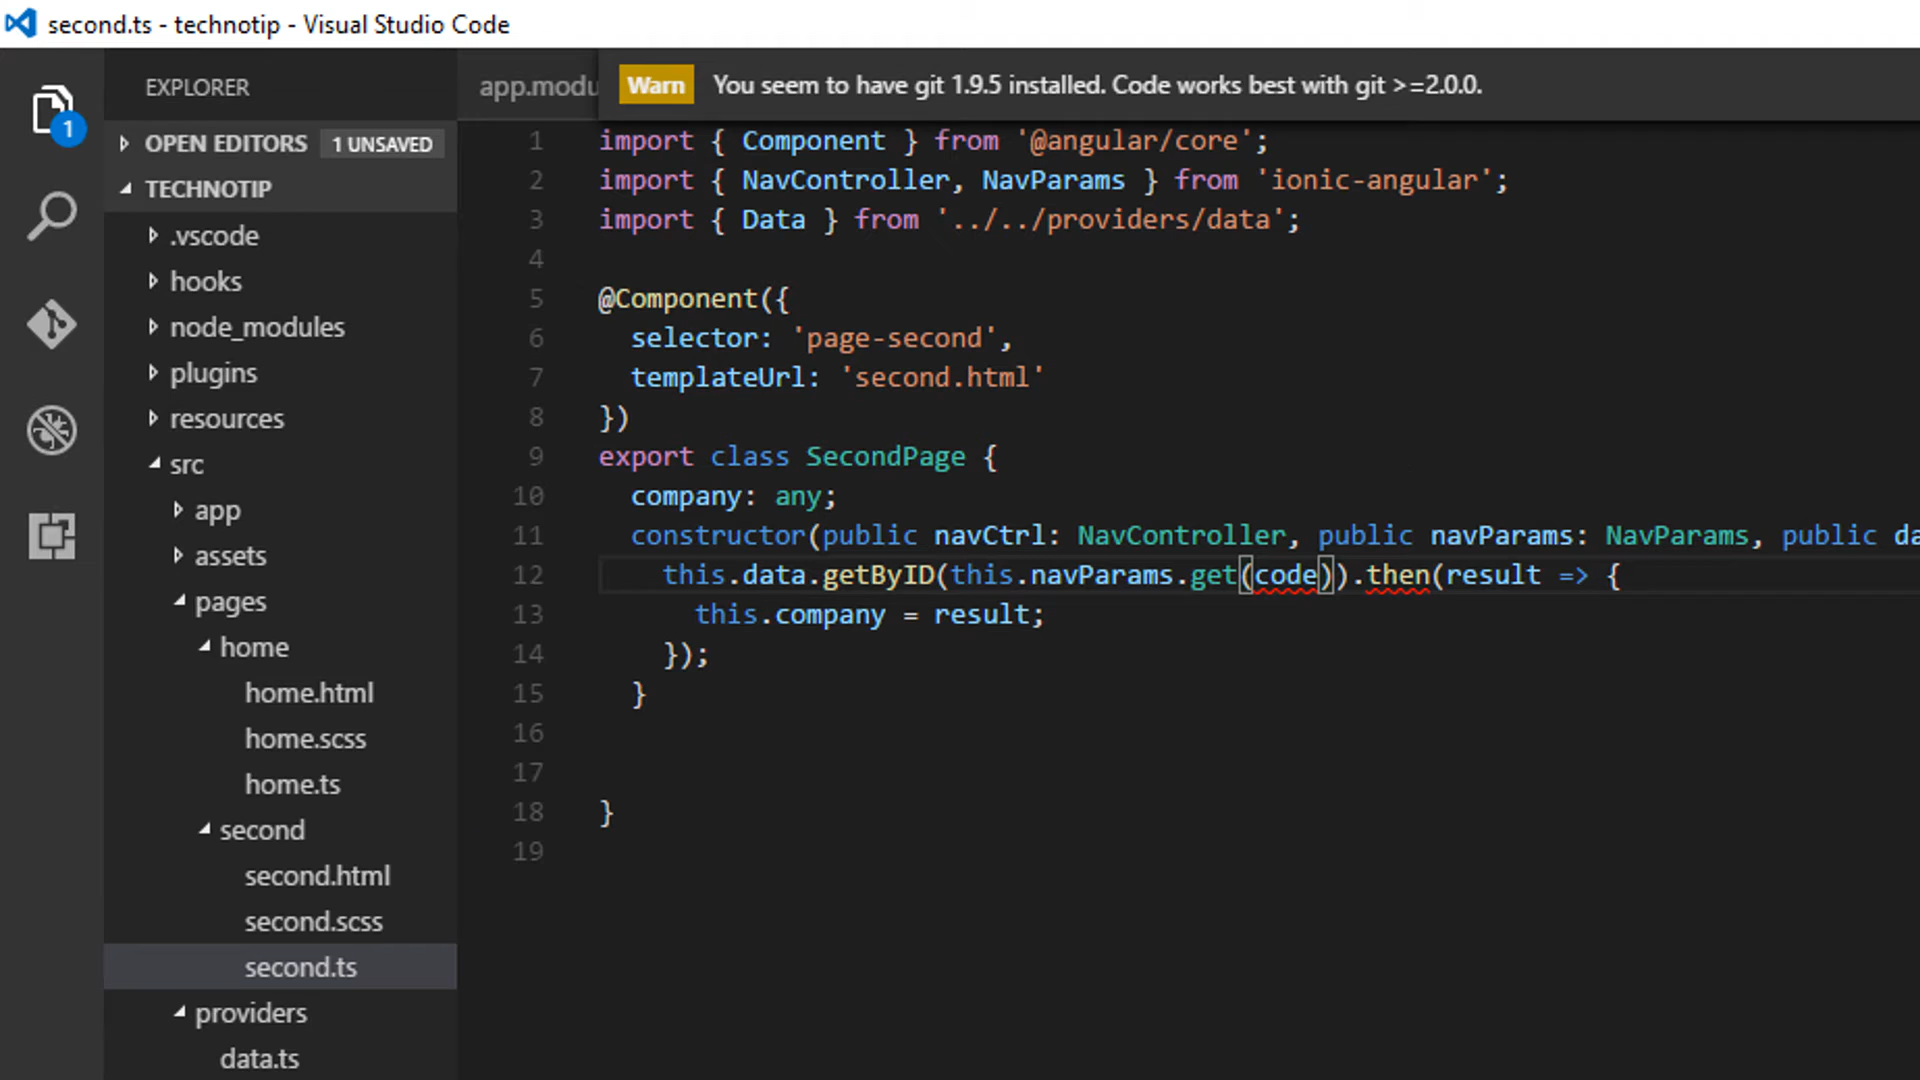 second.ts - technotip - Visual Studio Code
EXPLORER
1
OPEN EDITORS 1 UNSAVED
TECHNOTIP
.vscode
hooks
node_modules
plugins
resources
src
app
assets
pages
home
home.html
home.scss
home.ts
second
second.html
second.scss
second.ts
providers
data.ts
app.modu
Warn You seem to have git 1.9.5 installed. Code works best with git >=2.0.0.
1 import { Component } from '@angular/core';
2 import { NavController, NavParams } from 'ionic-angular';
3 import { Data } from '../../providers/data';
4
5 @Component({
6 selector: 'page-second',
7 templateUrl: 'second.html'
8 })
9 export class SecondPage {
10 company: any;
11 constructor(public navCtrl: NavController, public navParams: NavParams, public da
12 this.data.getByID(this.navParams.get(code)).then(result => {
13 this.company = result;
14 });
15 }
16
17
18 }
19